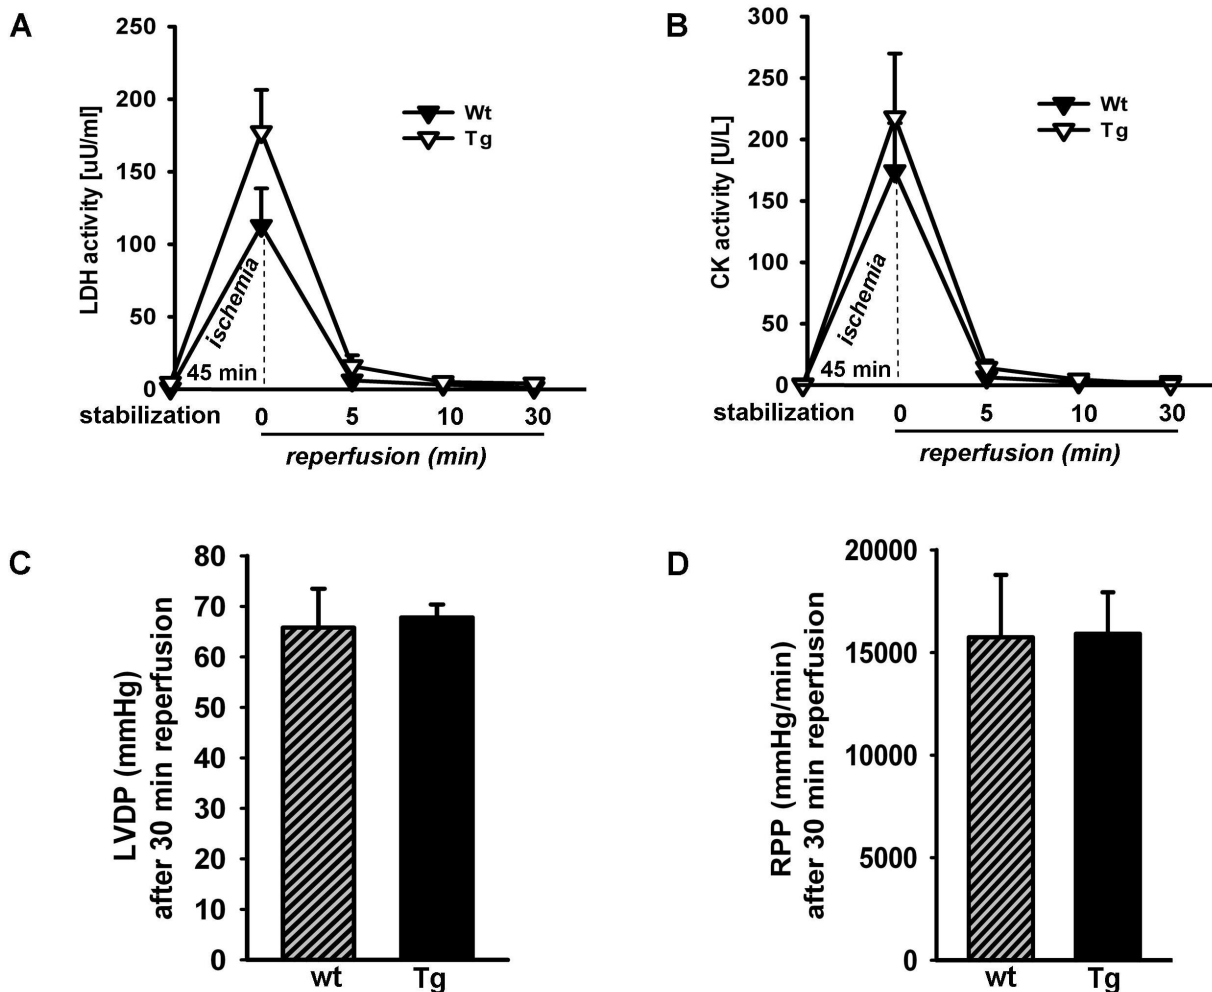 A
250
200
150
100
50
0
LDH activity [uU/ml]
Wt
Tg
ischemia
45 min
stabilization
0
5
10
30
reperfusion (min)
B
300
250
200
150
100
50
0
CK activity [U/L]
Wt
Tg
ischemia
45 min
stabilization
0
5
10
30
reperfusion (min)
C
80
70
60
50
40
30
20
10
0
LVDP (mmHg)
after 30 min reperfusion
wt
Tg
D
20000
15000
10000
5000
0
RPP (mmHg/min)
after 30 min reperfusion
wt
Tg